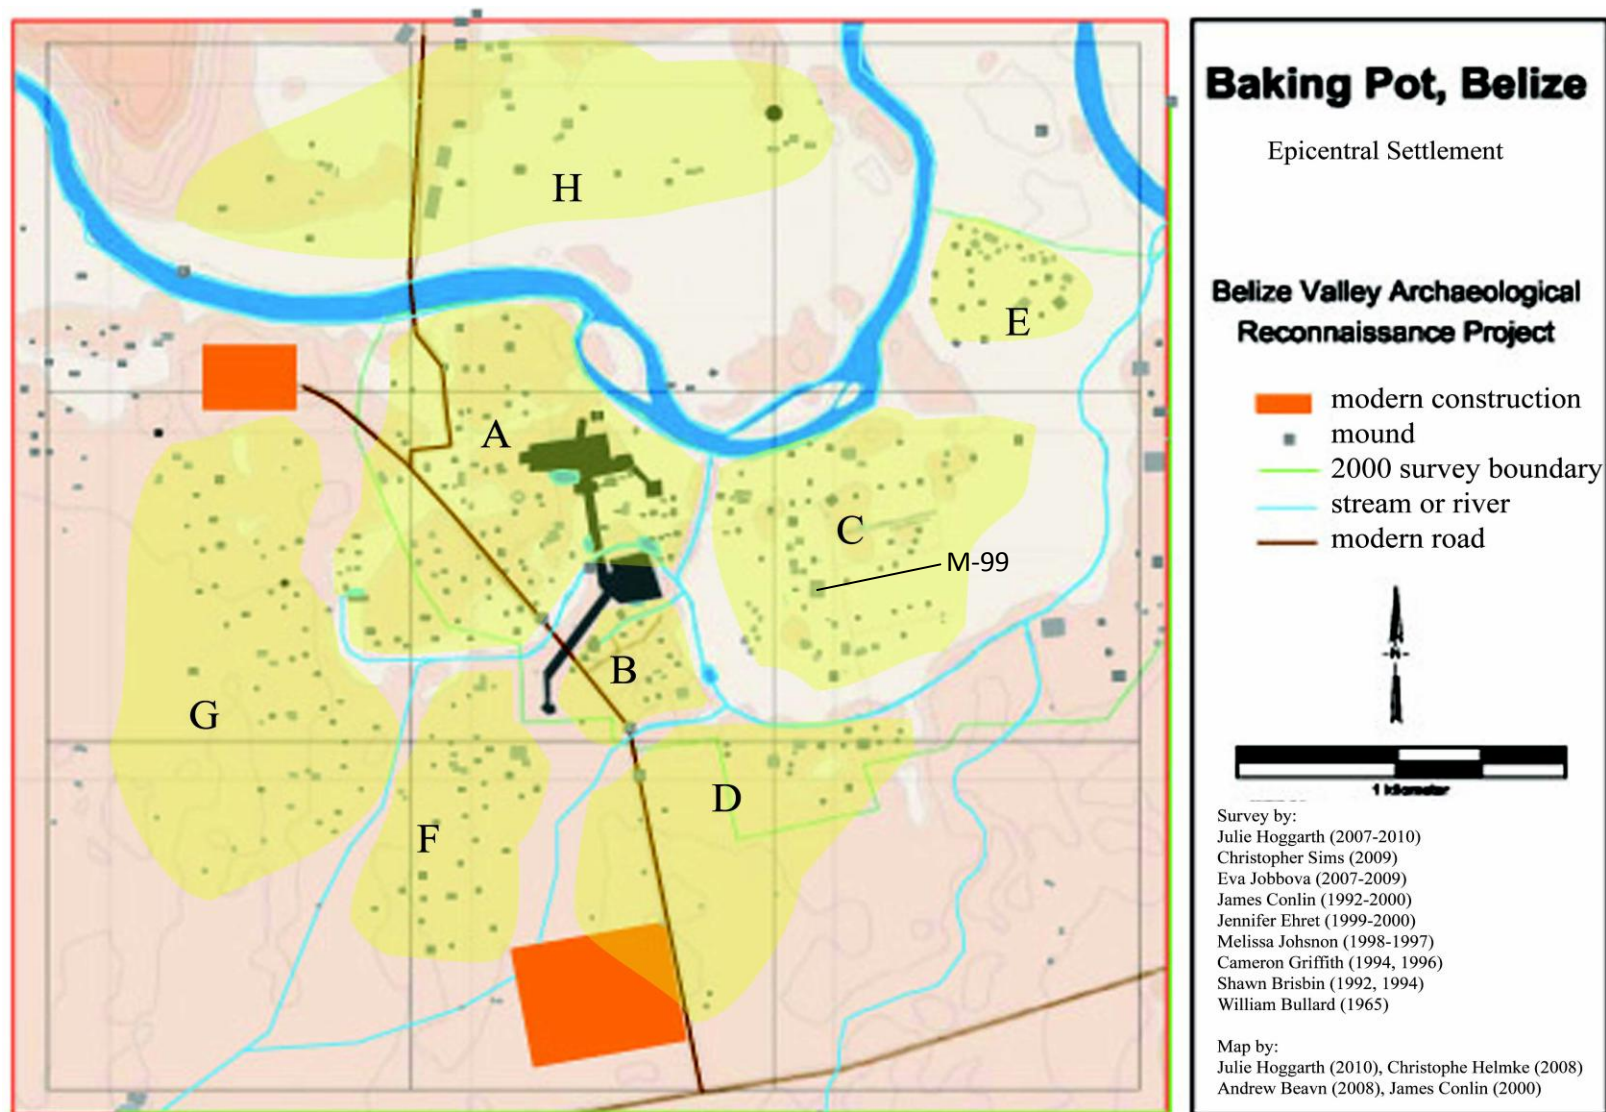 H
E
A
C
M-99
B
G
D
F
Baking Pot, Belize
Epicentral Settlement
Belize Valley Archaeological
Reconnaissance Project
modern construction
mound
2000 survey boundary
stream or river
modern road
N
1 kilometer
Survey by:
Julie Hoggarth (2007-2010)
Christopher Sims (2009)
Eva Jobbova (2007-2009)
James Conlin (1992-2000)
Jennifer Ehret (1999-2000)
Melissa Johsnon (1998-1997)
Cameron Griffith (1994, 1996)
Shawn Brisbin (1992, 1994)
William Bullard (1965)
Map by:
Julie Hoggarth (2010), Christophe Helmke (2008)
Andrew Beavn (2008), James Conlin (2000)